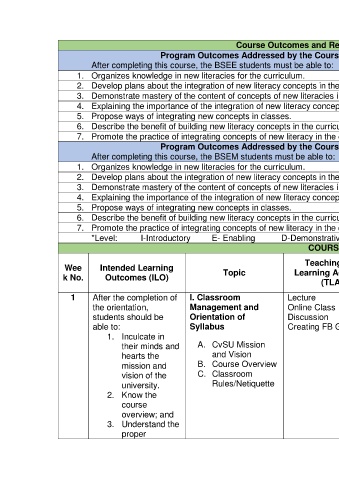 Course Outcomes and Re
Program Outcomes Addressed by the Cours
After completing this course, the BSEE students must be able to:
1. Organizes knowledge in new literacies for the curriculum.
2. Develop plans about the integration of new literacy concepts in the
3. Demonstrate mastery of the content of concepts of new literacies i
4. Explaining the importance of the integration of new literacy concep
5. Propose ways of integrating new concepts in classes.
6. Describe the benefit of building new literacy concepts in the curricu
7. Promote the practice of integrating concepts of new literacy in the
Program Outcomes Addressed by the Cours
After completing this course, the BSEM students must be able to:
1. Organizes knowledge in new literacies for the curriculum.
2. Develop plans about the integration of new literacy concepts in the
3. Demonstrate mastery of the content of concepts of new literacies i
4. Explaining the importance of the integration of new literacy concep
5. Propose ways of integrating new concepts in classes.
6. Describe the benefit of building new literacy concepts in the curricu
7. Promote the practice of integrating concepts of new literacy in the
*Level: I-Introductory E- Enabling D-Demonstrativ
COURS
Wee
k No.
Intended Learning
Outcomes (ILO)
Topic
Teaching
Learning A
(TLA
1
After the completion of
the orientation,
students should be
able to:
1. Inculcate in
their minds and
hearts the
mission and
vision of the
university.
2. Know the
course
overview; and
3. Understand the
proper
I. Classroom
Management and
Orientation of
Syllabus
A. CvSU Mission
and Vision
B. Course Overview
C. Classroom
Rules/Netiquette
Lecture
Online Class
Discussion
Creating FB G